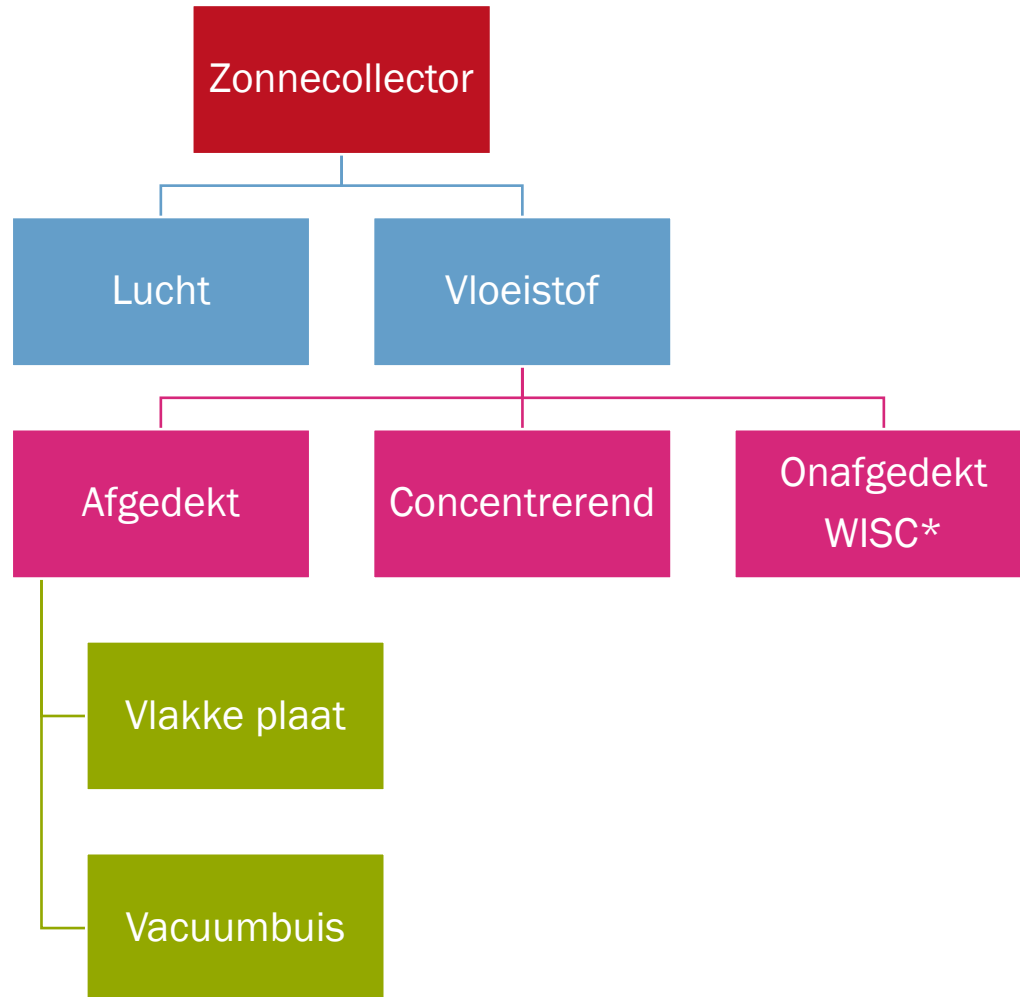 Zonnecollector
Lucht
Vloeistof
Afgedekt
Concentrerend
Onafgedekt
WISC*
Vlakke plaat
Vacuumbuis